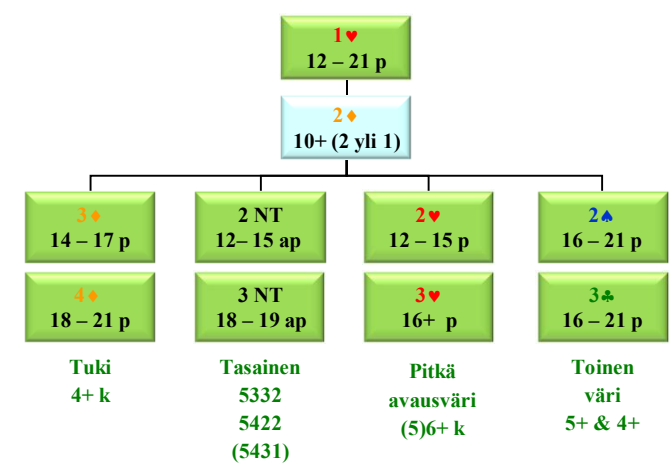 1♥
12 – 21 p
2♦
10+ (2 yli 1)
3♦
14 – 17 p
2 NT
12– 15 ap
2♥
12 – 15 p
2♠
16 – 21 p
4♦
18 – 21 p
3 NT
18 – 19 ap
3♥
16+ p
3♣
16 – 21 p
Tuki
4+ k
Tasainen
5332
5422
(5431)
Pitkä
avausväri
(5)6+ k
Toinen
väri
5+ & 4+